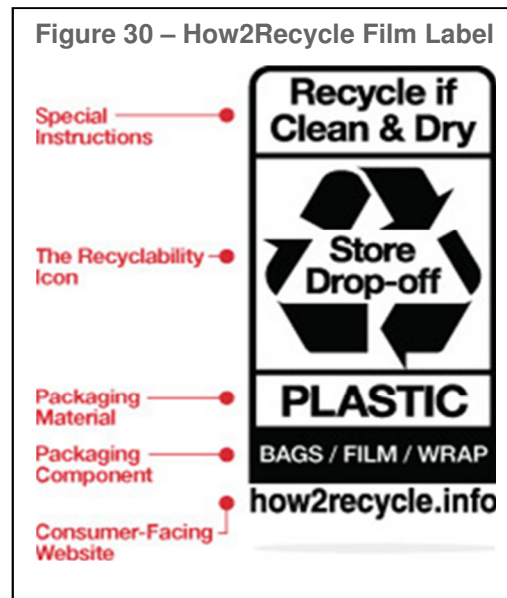 Figure 30 – How2Recycle Film Label
Special
Instructions
Recycle if
Clean & Dry
The Recyclability
Icon
Store
Drop-off
Packaging
Material
PLASTIC
Packaging
Component
BAGS / FILM / WRAP
how2recycle.info
Consumer-Facing
Website